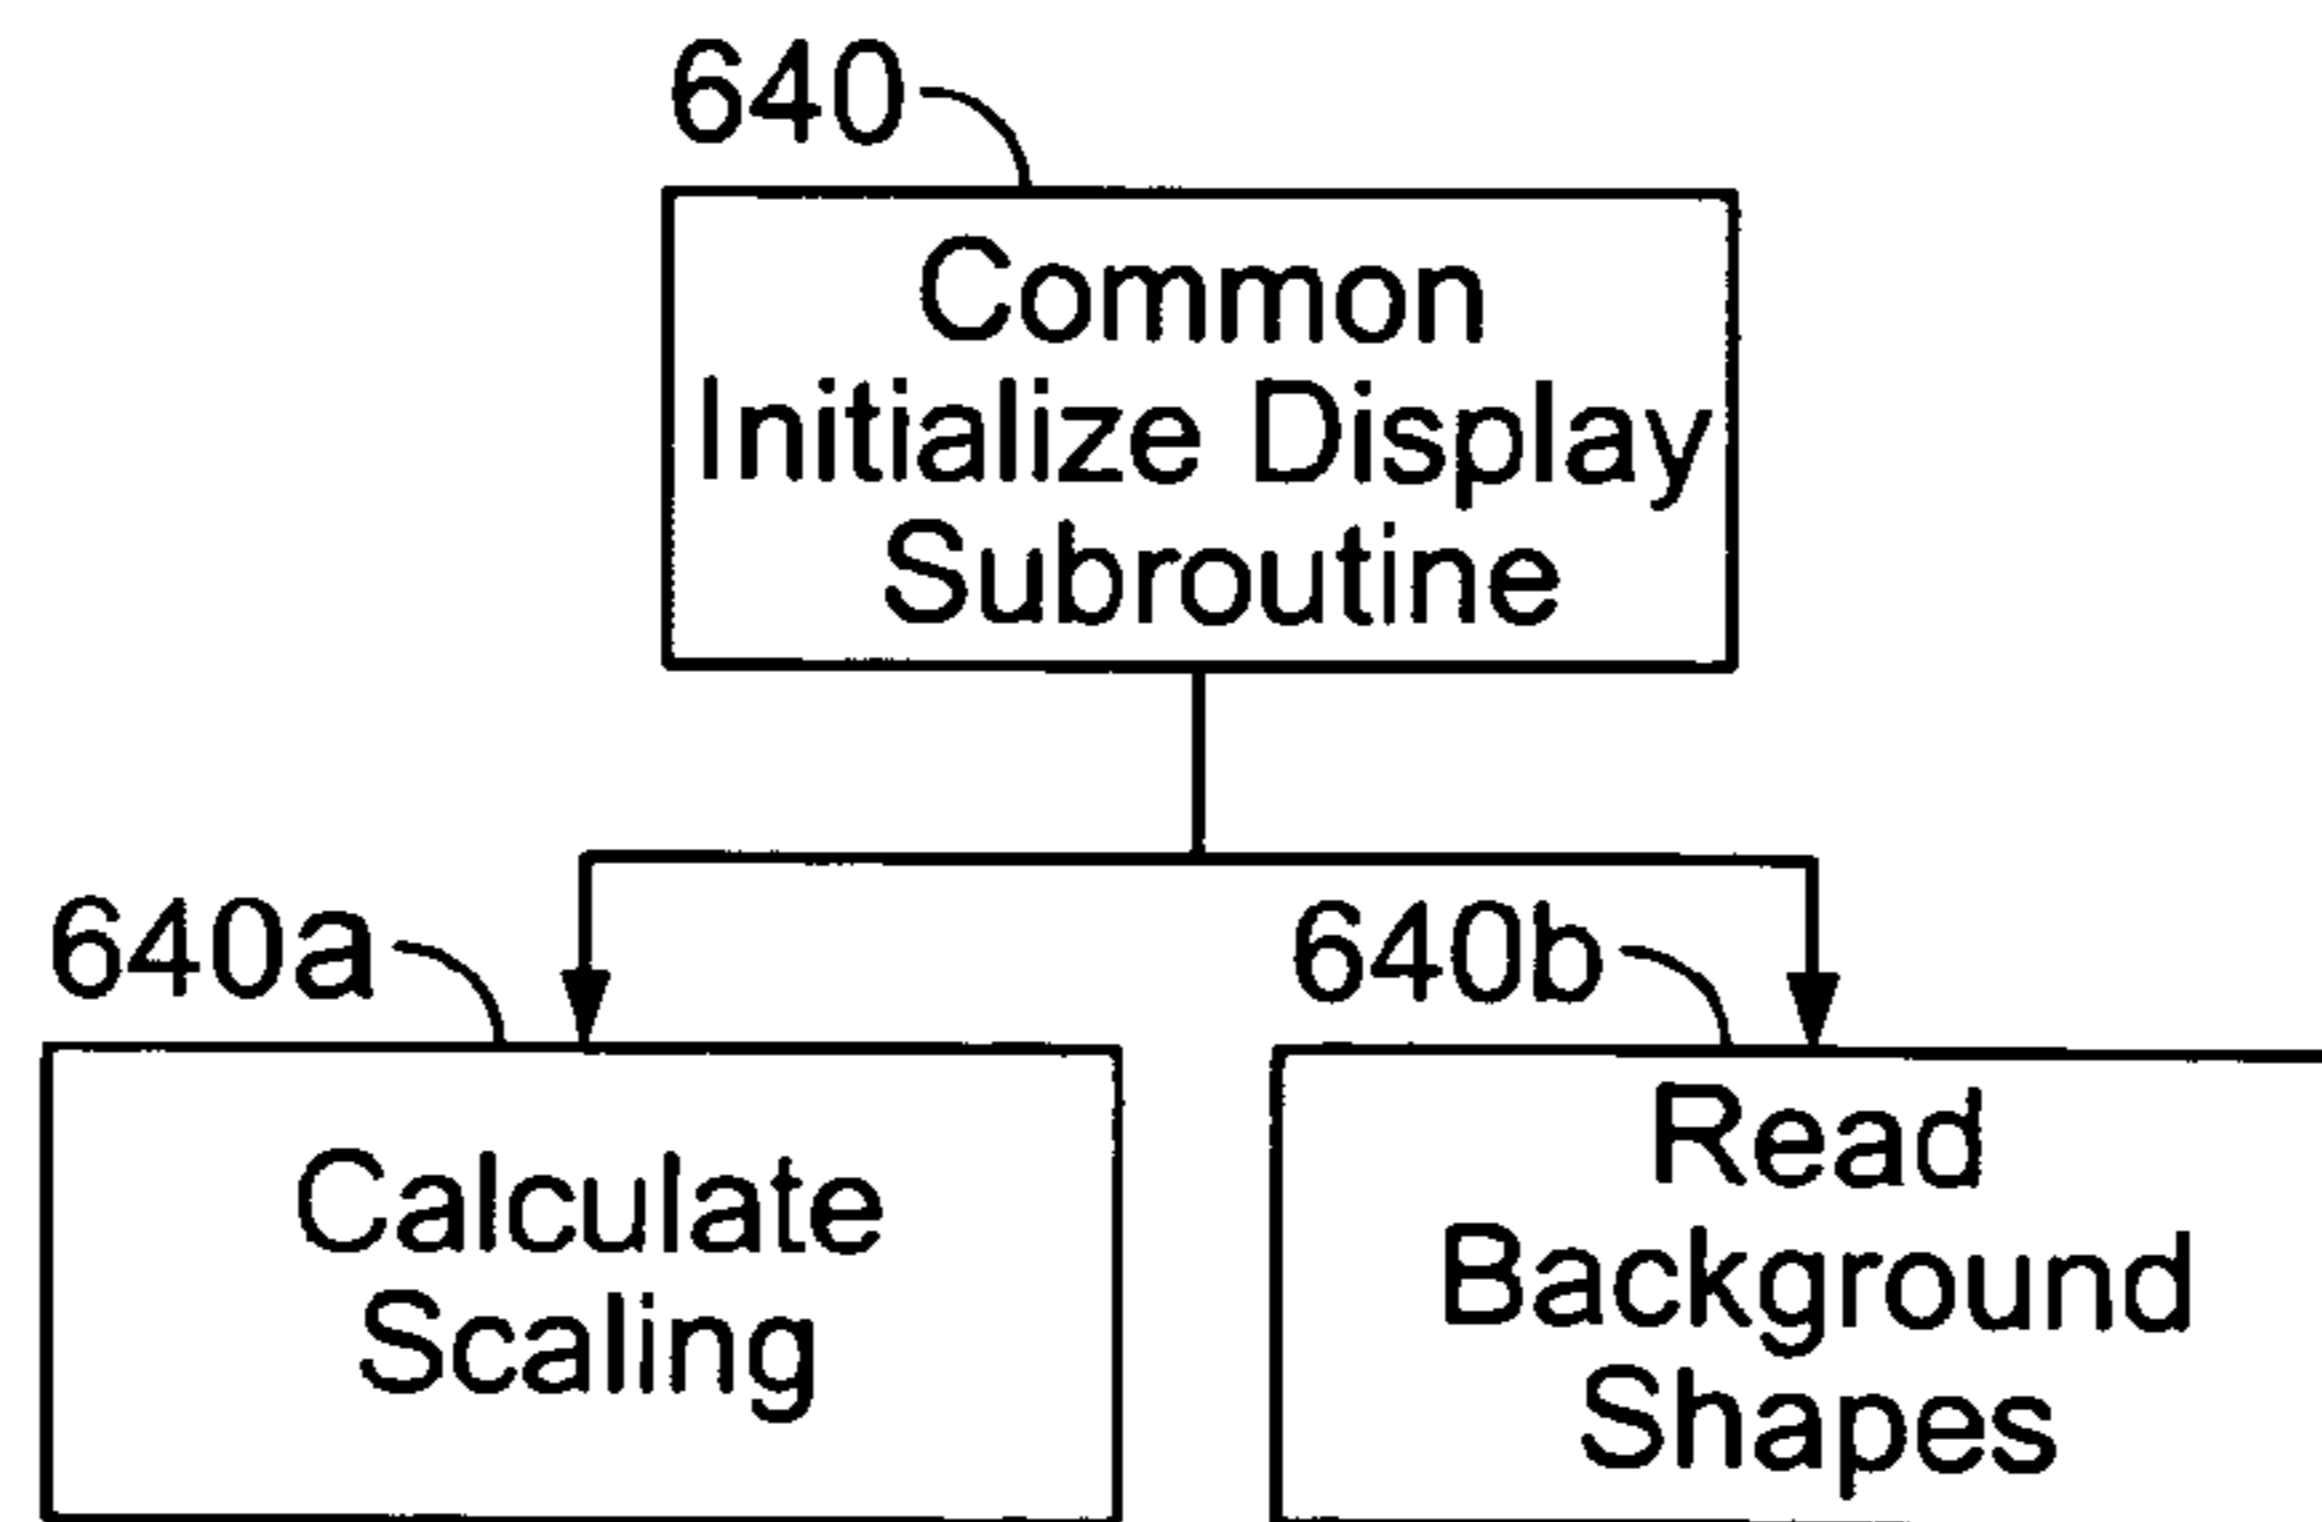 640
Common
Initialize Display
Subroutine
640a
Calculate
Scaling
640b
Read
Background
Shapes